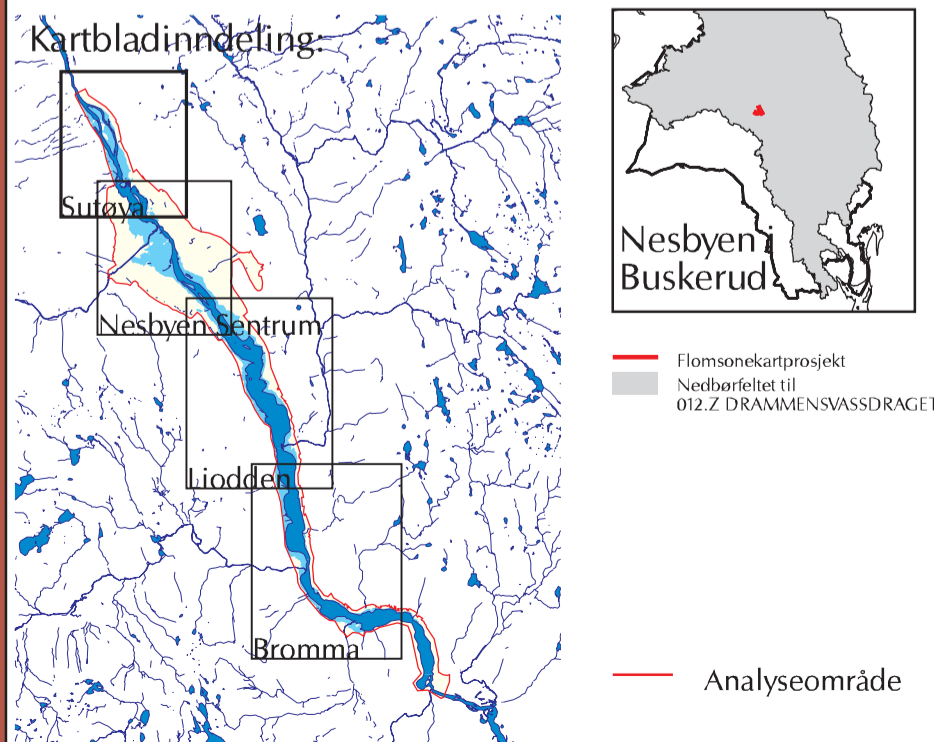 Kartbladinndeling:
Sutøya
Nesbyen Sentrum
Liodden
Bromma
Nesbyen i
Buskerud
Flomsonekartprosjekt
Nedbørfeltet til
012.Z DRAMMENSVASSDRAGET
Analyseområde